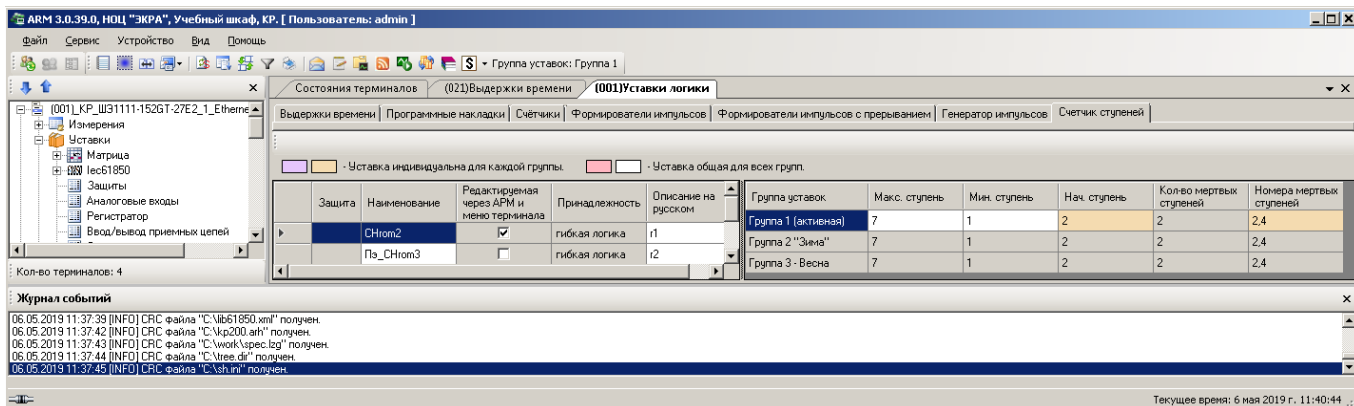 ARM 3.0.39.0, НОЦ "ЭКРА", Учебный шкаф, КР. [ Пользователь: admin ]
Файл Сервис Устройство Вид Помощь
S Группа уставок: Группа 1
Состояния терминалов (021)Выдержки времени (001)Уставки логики
(001)_КР_ШЭ1111-152GT-27E2_1_Etherne
Измерения
Уставки
Матрица
Iec61850
Защиты
Аналоговые входы
Регистратор
Ввод/вывод приемных цепей
Кол-во терминалов: 4
Выдержки времени Программные накладки Счётчики Формирователи импульсов Формирователи импульсов с прерыванием Генератор импульсов Счетчик ступеней
- Уставка индивидуальна для каждой группы. - Уставка общая для всех групп.
Защита Наименование Редактируемая через АРМ и меню терминала Принадлежность Описание на русском
CHrom2 гибкая логика r1
Пэ_CHrom3 гибкая логика r2
Группа уставок Макс. ступень Мин. ступень Нач. ступень Кол-во мертвых ступеней Номера мертвых ступеней
Группа 1 (активная) 7 1 2 2 2,4
Группа 2 "Зима" 7 1 2 2 2,4
Группа 3 - Весна 7 1 2 2 2,4
Журнал событий
06.05.2019 11:37:39 [INFO] CRC файла "C:\lib61850.xml" получен.
06.05.2019 11:37:42 [INFO] CRC файла "C:\kp200.arh" получен.
06.05.2019 11:37:43 [INFO] CRC файла "C:\work\spec.lzg" получен.
06.05.2019 11:37:44 [INFO] CRC файла "C:\tree.dir" получен.
06.05.2019 11:37:45 [INFO] CRC файла "C:\sh.ini" получен.
Текущее время: 6 мая 2019 г. 11:40:44